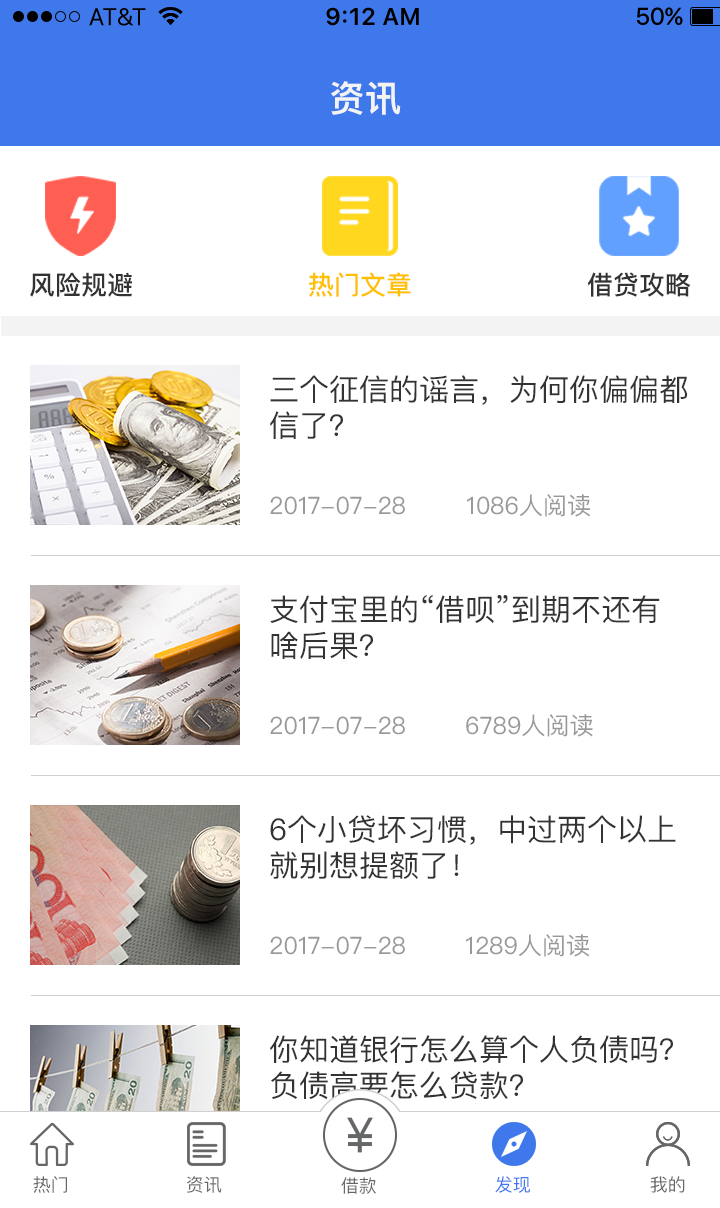 AT&T 9:12 AM 50%
资讯
风险规避 热门文章 借贷攻略
三个征信的谣言，为何你偏偏都
信了？
2017-07-28 1086人阅读
支付宝里的“借呗”到期不还有
啥后果？
2017-07-28 6789人阅读
6个小贷坏习惯，中过两个以上
就别想提额了！
2017-07-28 1289人阅读
你知道银行怎么算个人负债吗？
负债高要怎么贷款？
¥
热门 资讯 借款 发现 我的